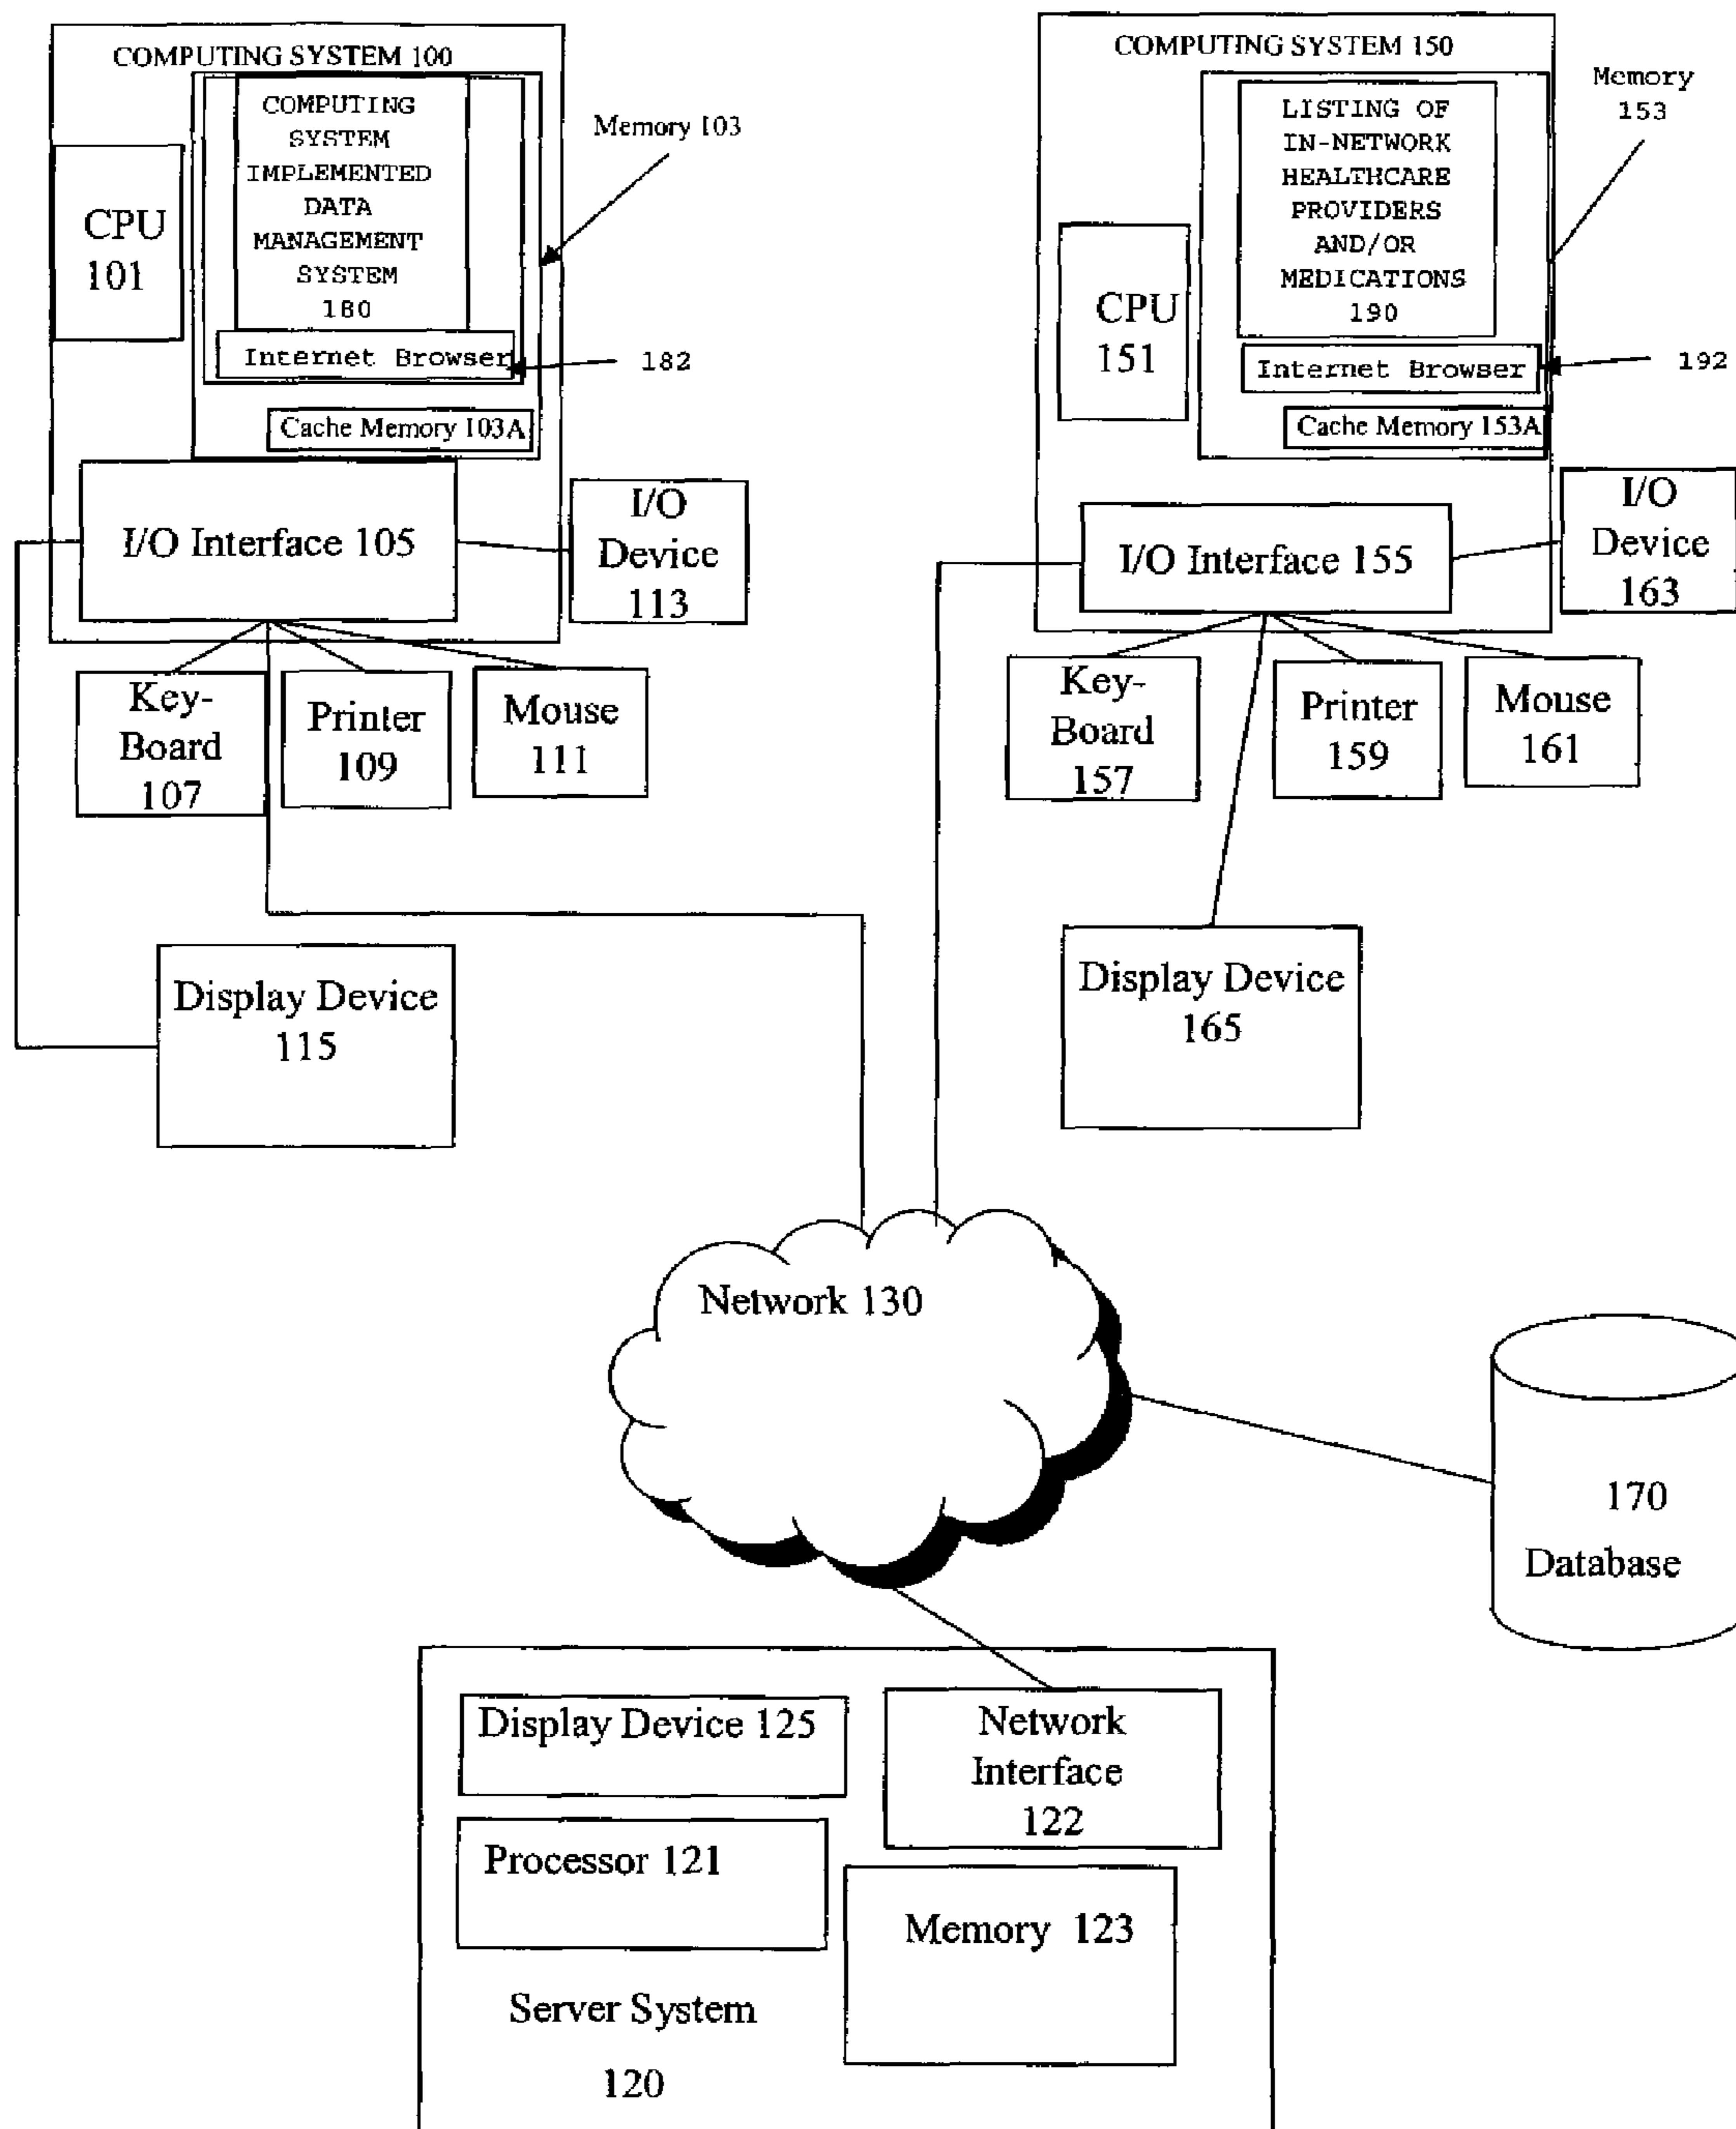 COMPUTING SYSTEM 100
COMPUTING
SYSTEM
IMPLEMENTED
DATA
MANAGEMENT
SYSTEM
180
Internet Browser
182
Memory 103
CPU
101
Cache Memory 103A
I/O Interface 105
I/O
Device
113
Key-
Board
107
Printer
109
Mouse
111
Display Device
115
COMPUTING SYSTEM 150
LISTING OF
IN-NETWORK
HEALTHCARE
PROVIDERS
AND/OR
MEDICATIONS
190
Internet Browser
192
Memory
153
CPU
151
Cache Memory 153A
I/O Interface 155
I/O
Device
163
Key-
Board
157
Printer
159
Mouse
161
Display Device
165
Network 130
170
Database
Display Device 125
Network
Interface
122
Processor 121
Memory 123
Server System
120